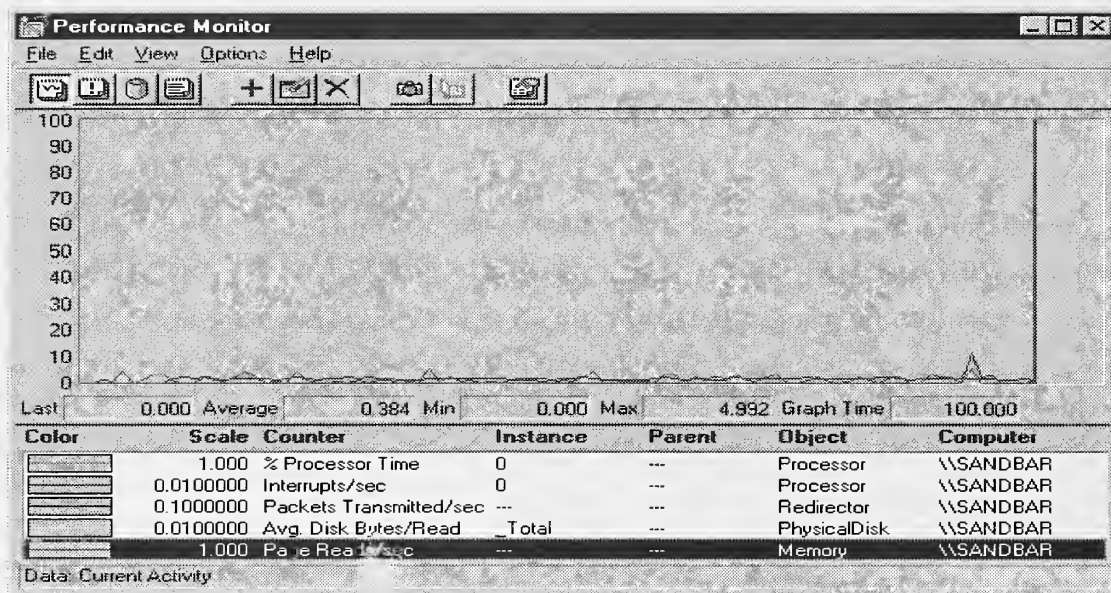 Performance Monitor
File Edit View Options Help
100
90
80
70
60
50
40
30
20
10
0
Last 0.000 Average 0.384 Min 0.000 Max 4.992 Graph Time 100.000
Color Scale Counter Instance Parent Object Computer
1.000 % Processor Time 0 --- Processor \\SANDBAR
0.0100000 Interrupts/sec 0 --- Processor \\SANDBAR
0.1000000 Packets Transmitted/sec --- --- Redirector \\SANDBAR
0.0100000 Avg. Disk Bytes/Read _Total --- PhysicalDisk \\SANDBAR
1.000 Page Reads/sec --- --- Memory \\SANDBAR
Data: Current Activity